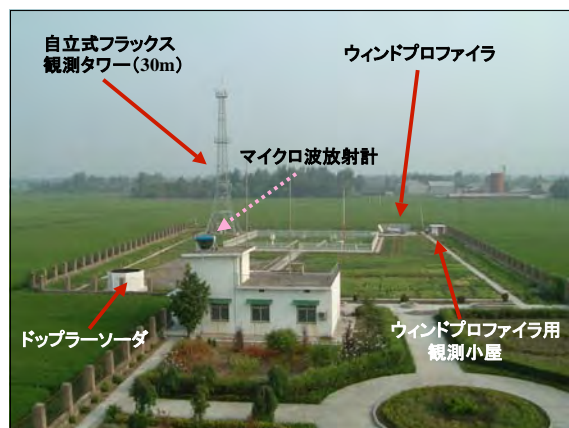 自立式フラックス
観測タワー(30m)
ウィンドプロファイラ
マイクロ波放射計
ドップラーソーダ
ウィンドプロファイラ用
観測小屋